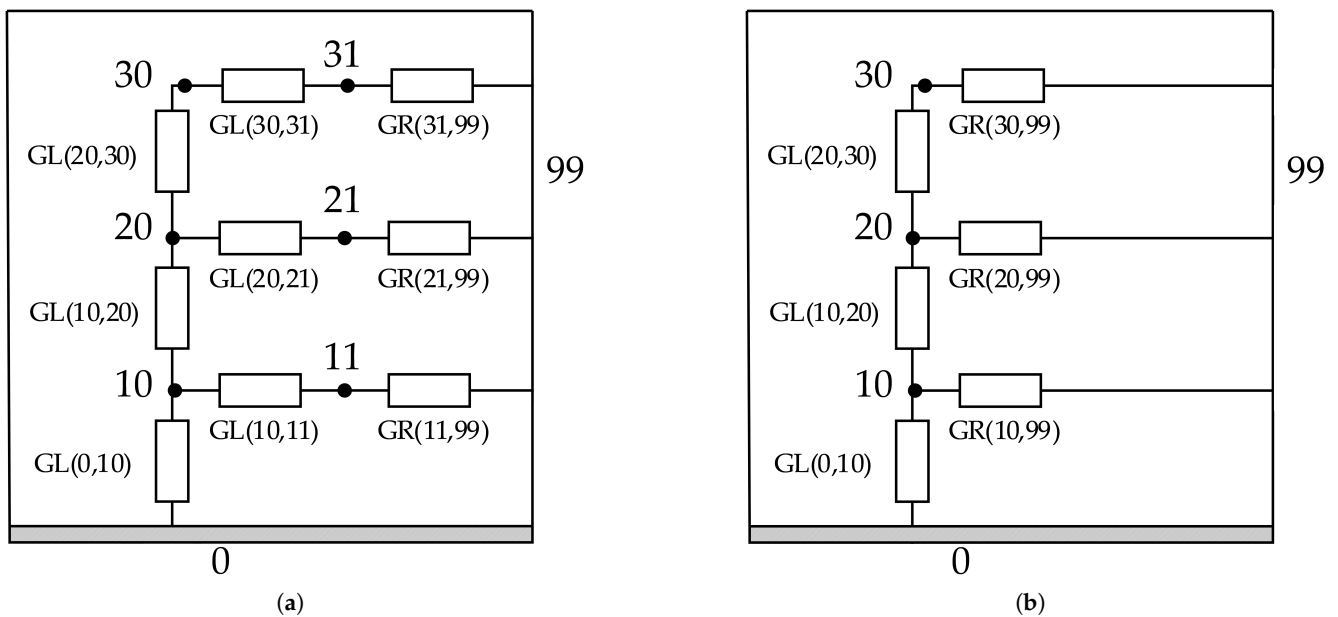 30 31
GL(30,31) GR(31,99)
GL(20,30)
99
20 21
GL(20,21) GR(21,99)
GL(10,20)
10 11
GL(10,11) GR(11,99)
GL(0,10)
0
(a)
30
GR(30,99)
GL(20,30)
99
20
GR(20,99)
GL(10,20)
10
GR(10,99)
GL(0,10)
0
(b)